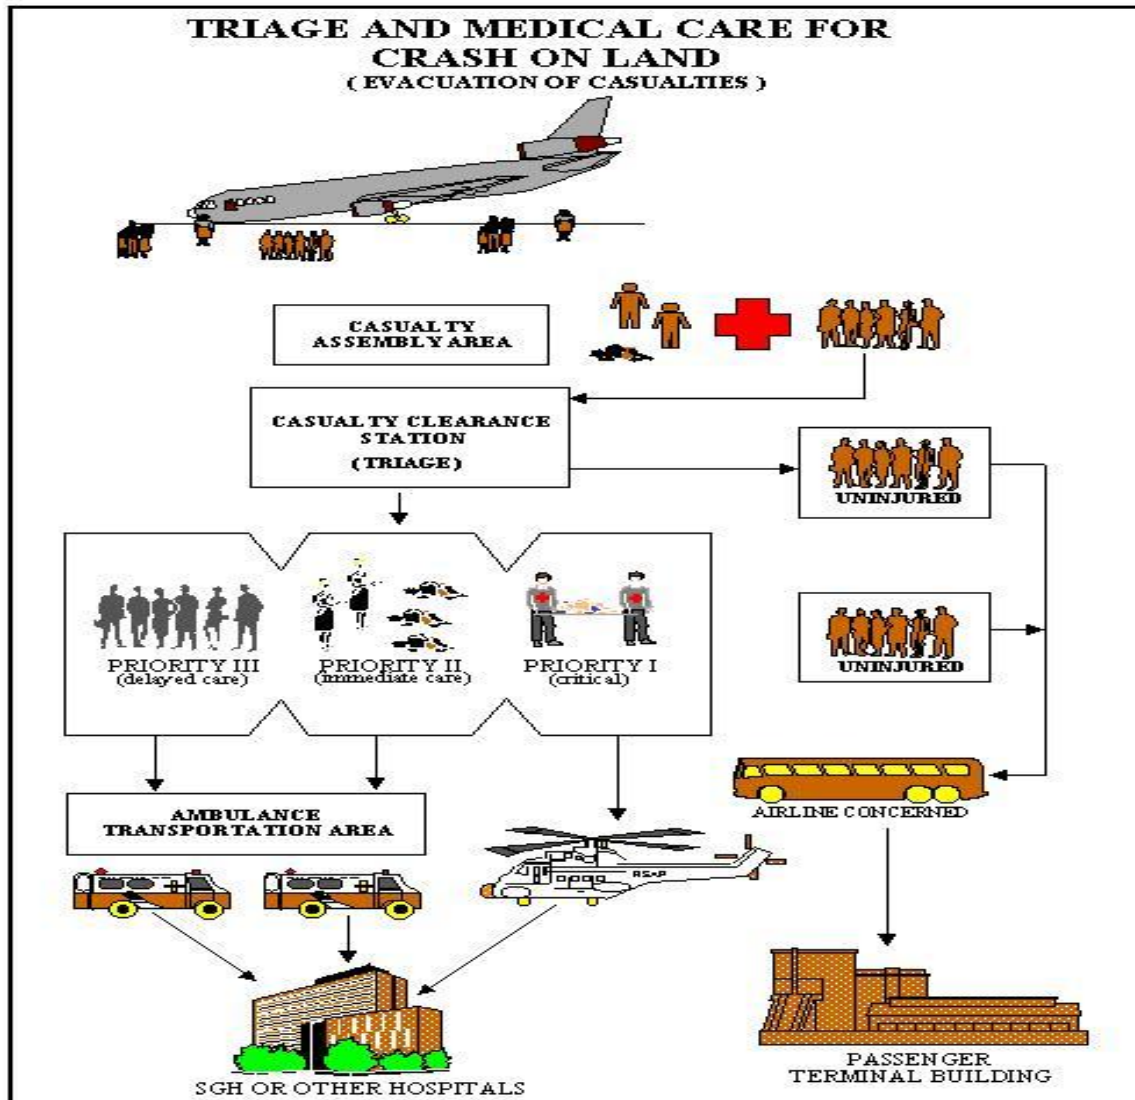 TRIAGE AND MEDICAL CARE FOR
CRASH ON LAND
( EVACUATION OF CASUALTIES )
CASUALTY
ASSEMBLY AREA
CASUALTY CLEARANCE
STATION
(TRIAGE)
UNINJURED
PRIORITY III
(delayed care)
PRIORITY II
(immediate care)
PRIORITY I
(critical)
UNINJURED
AIRLINE CONCERNED
AMBULANCE
TRANSPORTATION AREA
RSAF
SGH OR OTHER HOSPITALS
PASSENGER
TERMINAL BUILDING